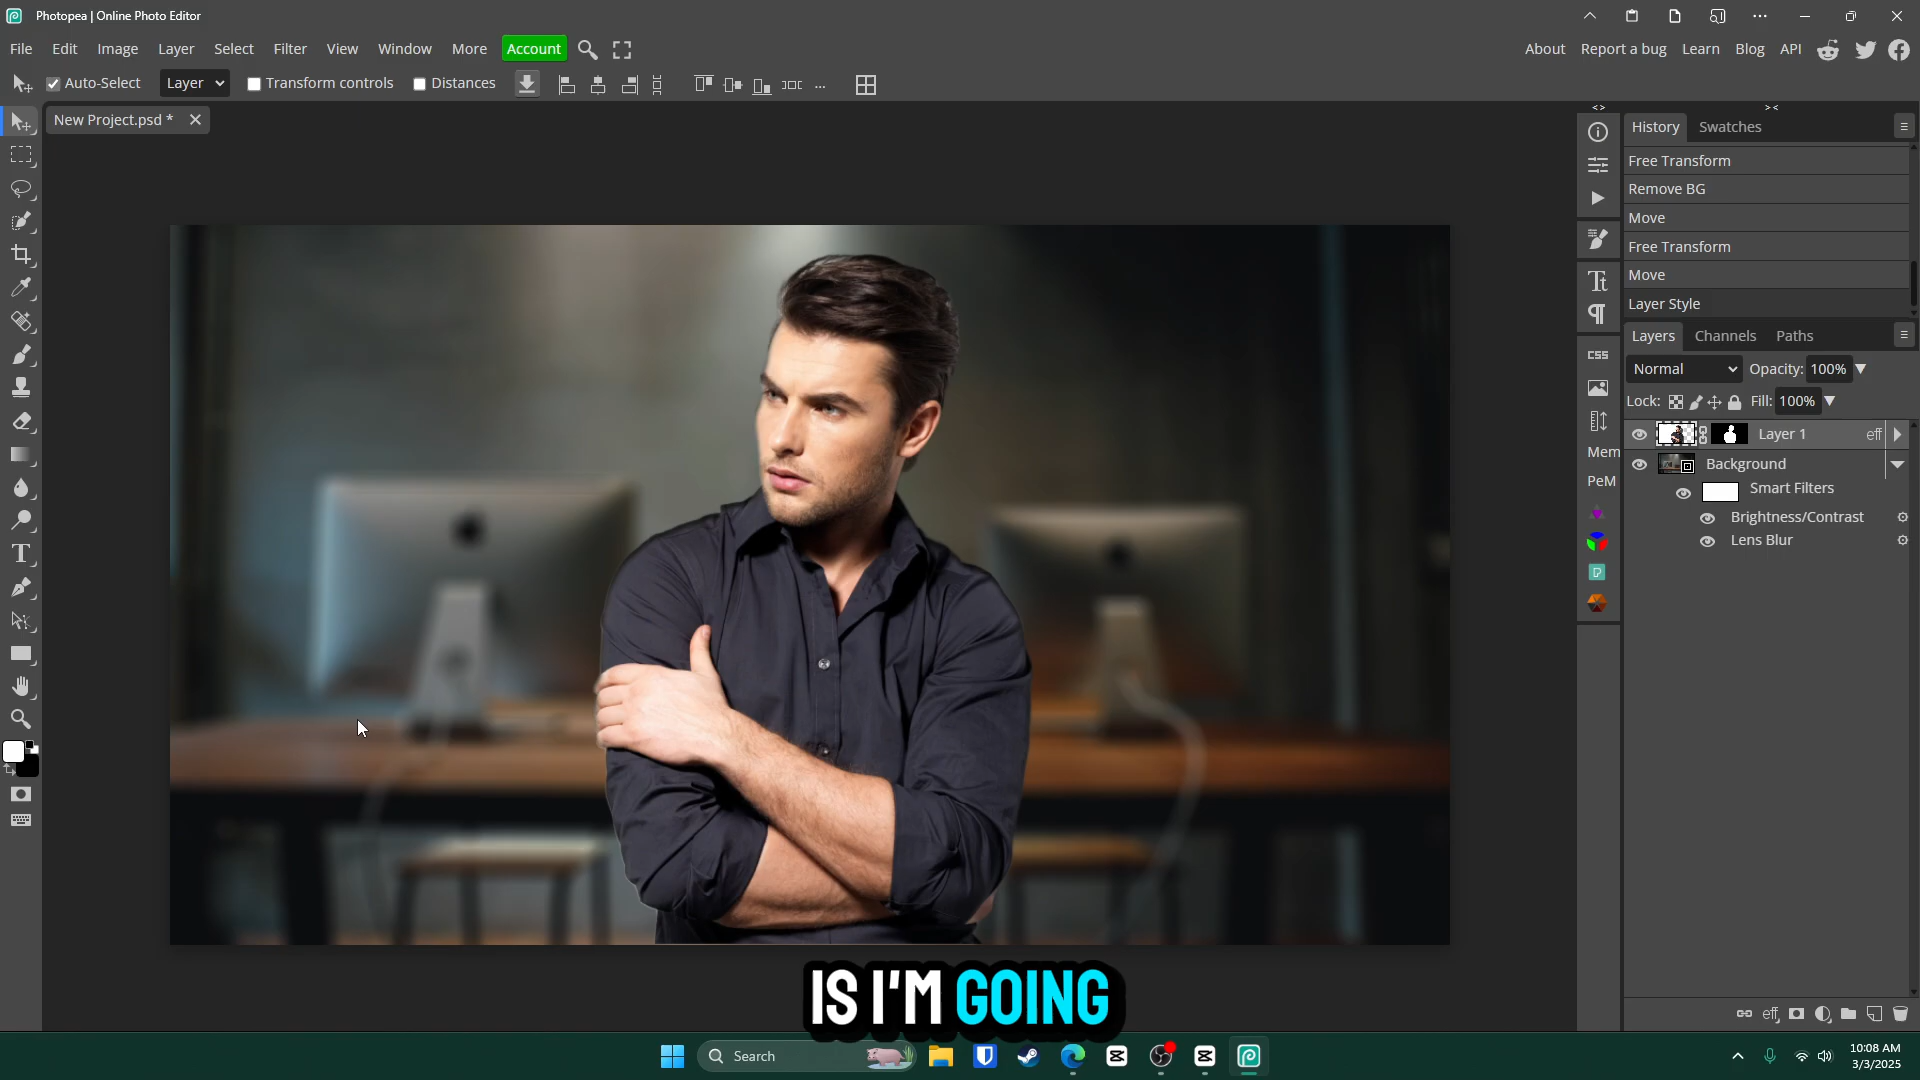 Photopea | Online Photo Editor
File Edit Image Layer Select Filter View Window More Account
About Report a bug Learn Blog API
Auto-Select Layer Transform controls Distances ...
New Project.psd *
History Swatches
Free Transform
Remove BG
Move
Free Transform
Move
Layer Style
Layers Channels Paths
Normal Opacity: 100%
Lock: Fill: 100%
Layer 1 eff
Background
Smart Filters
Brightness/Contrast
Lens Blur
CSS
Mem
PeM
eff
IS I'M GOING
Search
10:08 AM
3/3/2025